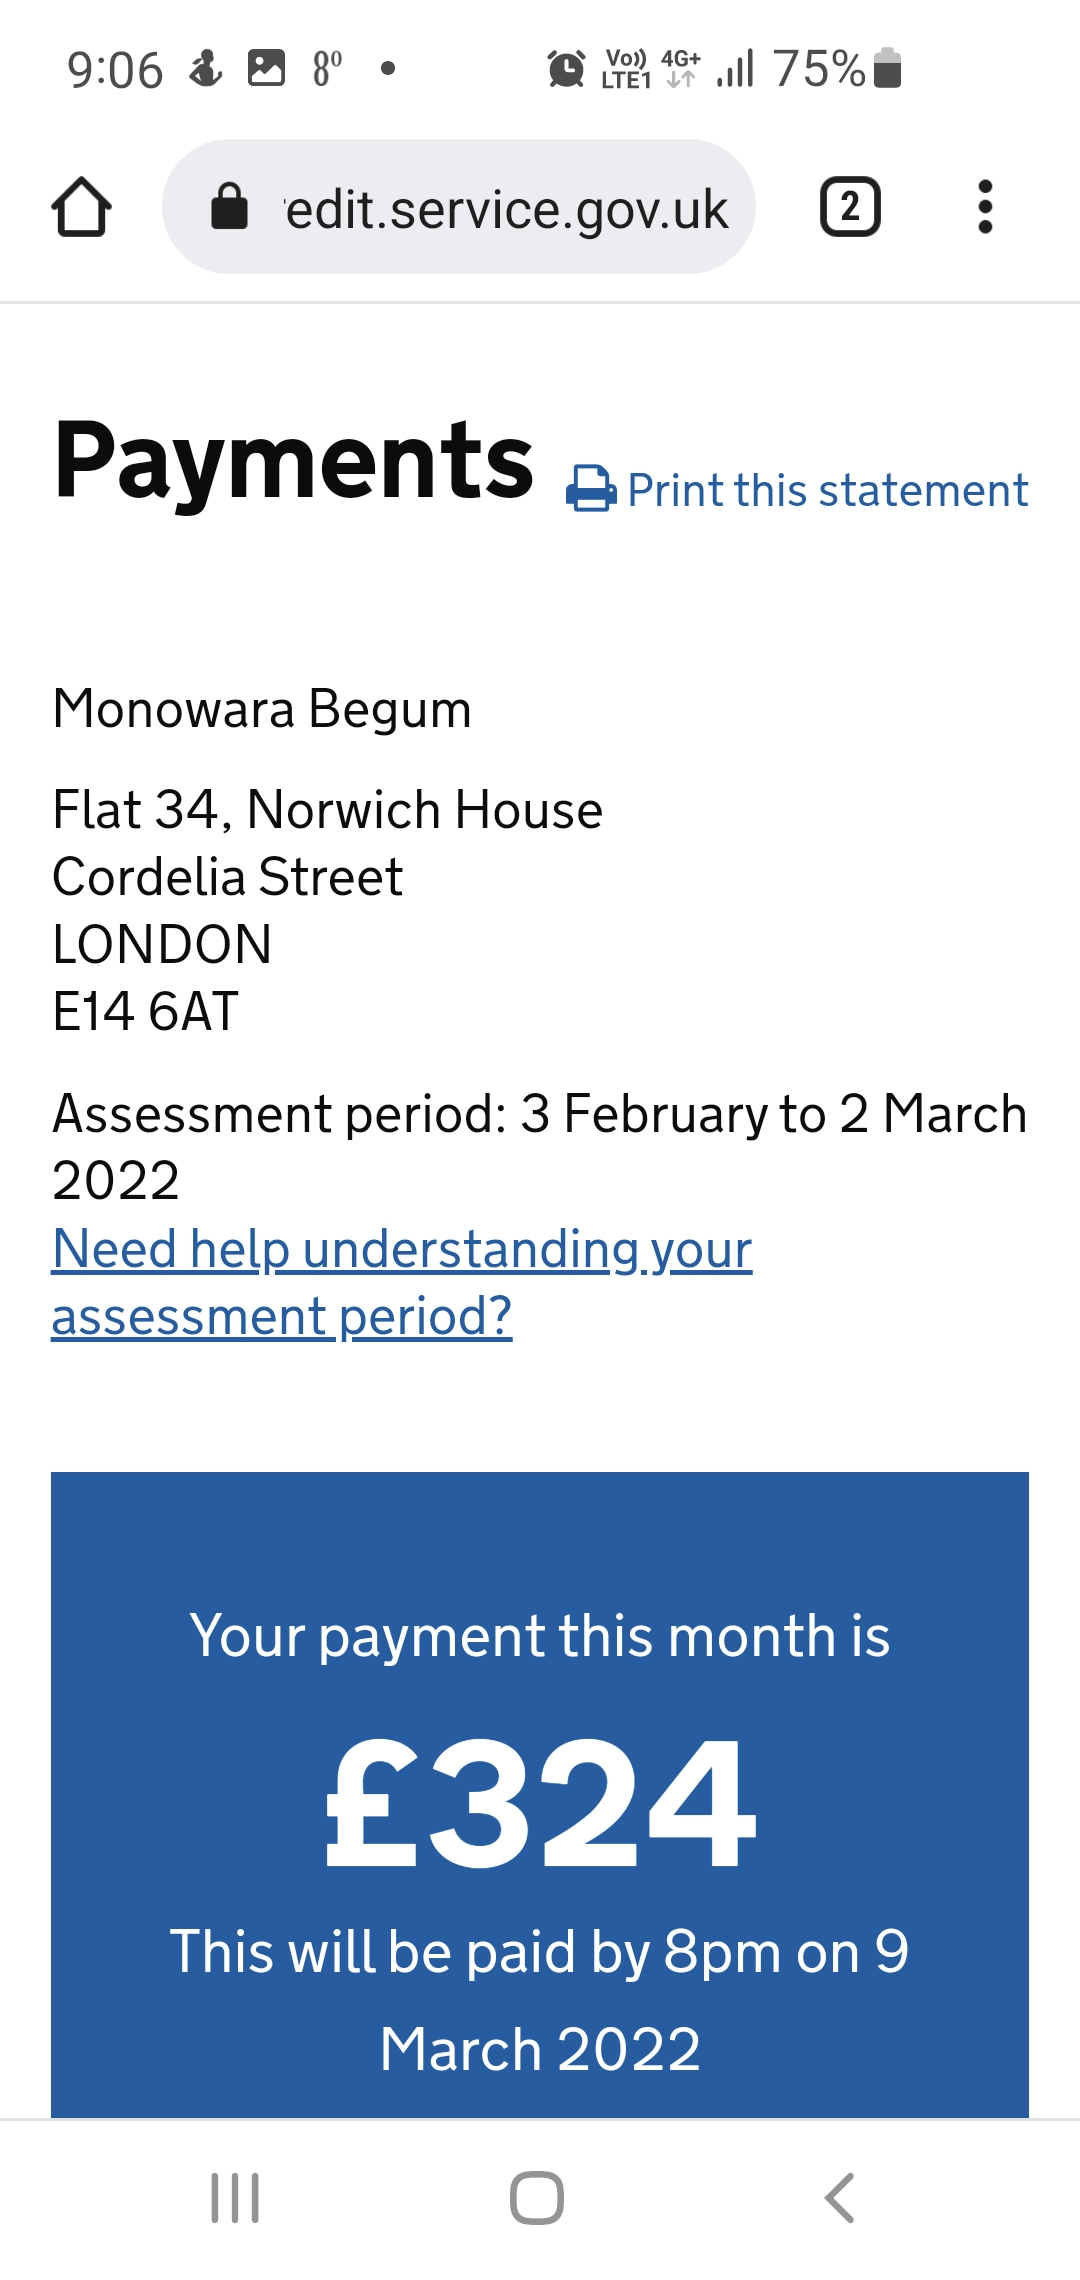 9:06 8º Vo)) LTE1 4G+ 75%
edit.service.gov.uk 2
Payments
Print this statement
Monowara Begum
Flat 34, Norwich House
Cordelia Street
LONDON
E14 6AT
Assessment period: 3 February to 2 March
2022
Need help understanding your
assessment period?
Your payment this month is
£324
This will be paid by 8pm on 9
March 2022